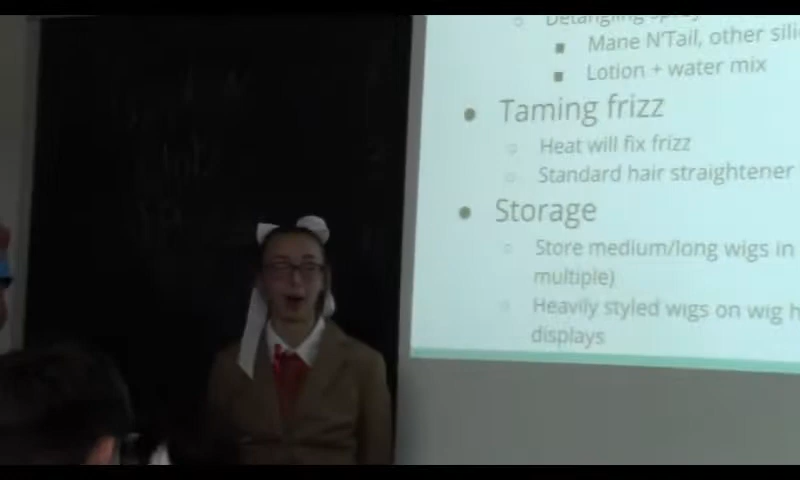 Detangling
Mane N'Tail, other
Lotion + water mix
Taming frizz
Heat will fix frizz
Standard hair straightener
Storage
Store medium/long wigs in
multiple)
Heavily styled wigs on wig
displays